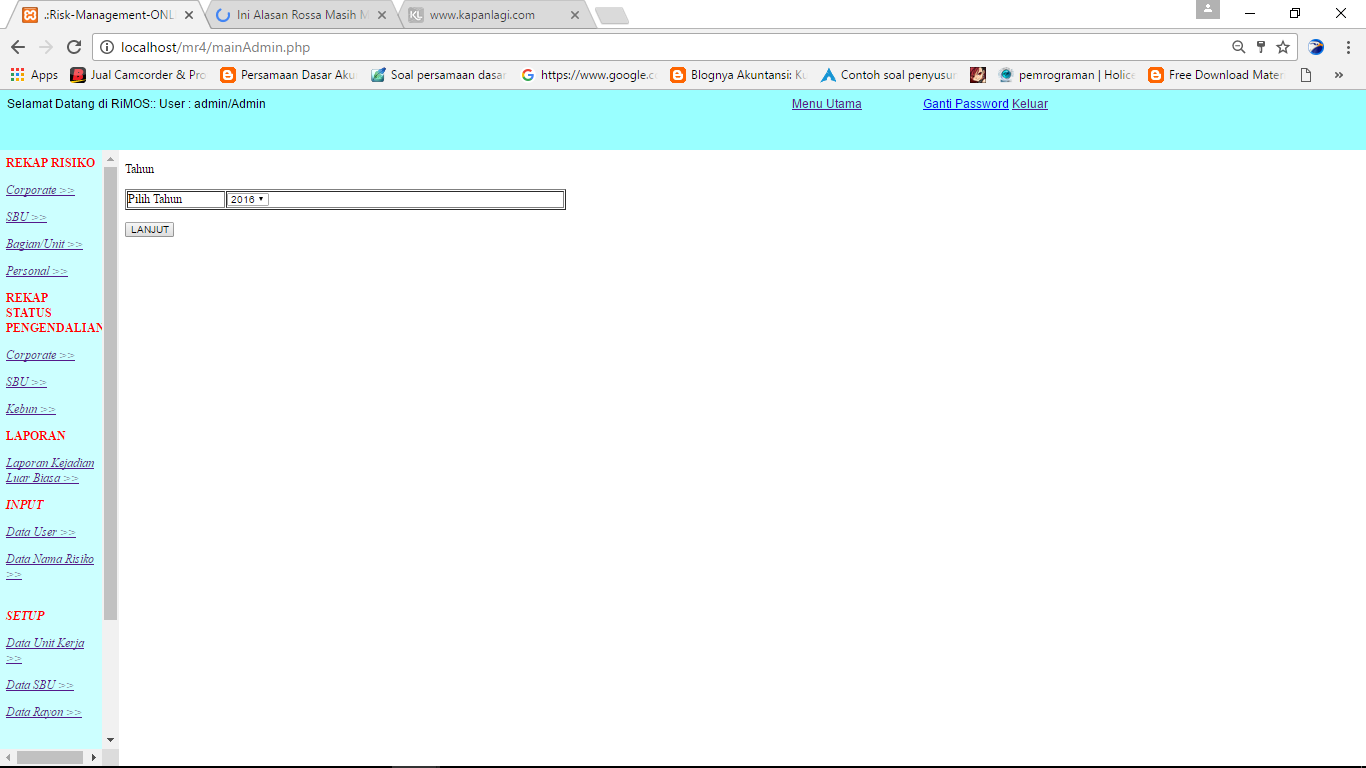 .:Risk-Management-ONL
Ini Alasan Rossa Masih M
KL www.kapanlagi.com
localhost/mr4/mainAdmin.php
Apps Jual Camcorder & Pro Persamaan Dasar Aku Soal persamaan dasar https://www.google.co Blognya Akuntansi: Ku Contoh soal penyusun pemrograman | Holice Free Download Mater »
Selamat Datang di RiMOS:: User : admin/Admin Menu Utama Ganti Password Keluar
REKAP RISIKO
Corporate >>
SBU >>
Bagian/Unit >>
Personal >>
REKAP
STATUS
PENGENDALIAN
Corporate >>
SBU >>
Kebun >>
LAPORAN
Laporan Kejadian
Luar Biasa >>
INPUT
Data User >>
Data Nama Risiko
>>
SETUP
Data Unit Kerja
>>
Data SBU >>
Data Rayon >>
Tahun
Pilih Tahun 2016
LANJUT